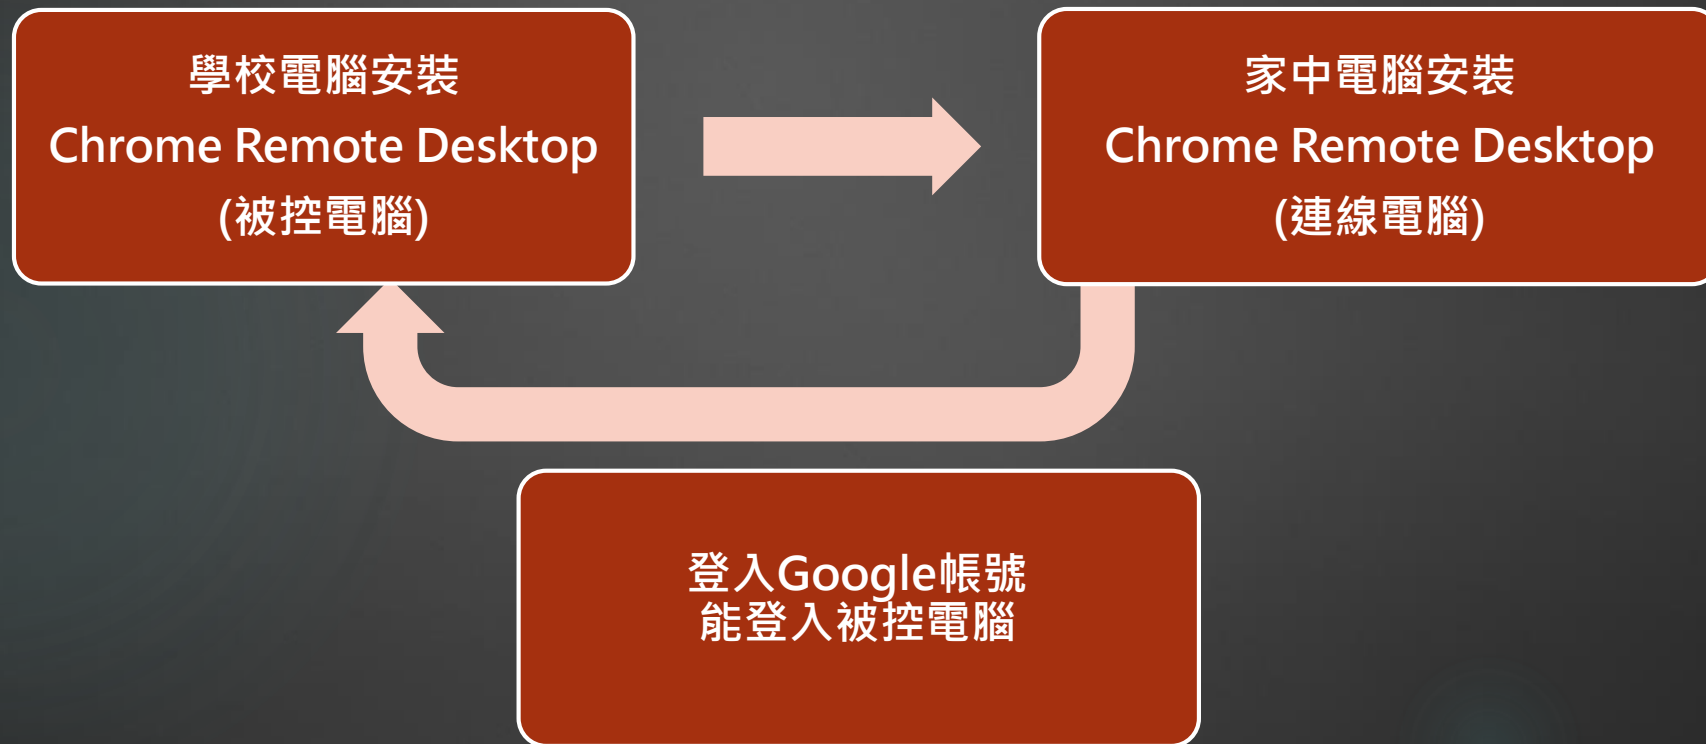 學校電腦安裝
Chrome Remote Desktop
(被控電腦)
家中電腦安裝
Chrome Remote Desktop
(連線電腦)
登入Google帳號
能登入被控電腦